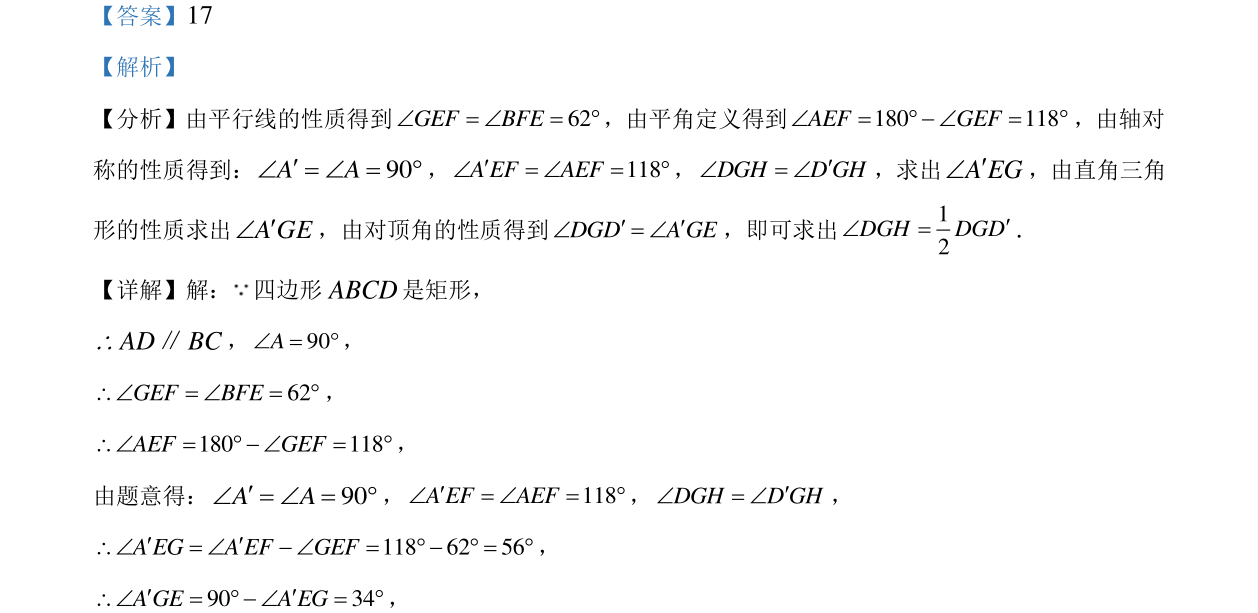 【答案】17
【解析】
【分析】由平行线的性质得到∠GEF=∠BFE=62°，由平角定义得到∠AEF=180°−∠GEF=118°，由轴对
称的性质得到：∠A′=∠A=90°，∠A′EF=∠AEF=118°，∠DGH=∠D′GH，求出∠A′EG，由直角三角
形的性质求出∠A′GE，由对顶角的性质得到∠DGD′=∠A′GE，即可求出∠DGH=\frac{1}{2}DGD′．
【详解】解：∵四边形ABCD是矩形，
∴AD∥BC，∠A=90°，
∴∠GEF=∠BFE=62°，
∴∠AEF=180°−∠GEF=118°，
由题意得：∠A′=∠A=90°，∠A′EF=∠AEF=118°，∠DGH=∠D′GH，
∴∠A′EG=∠A′EF−∠GEF=118°−62°=56°，
∴∠A′GE=90°−∠A′EG=34°，